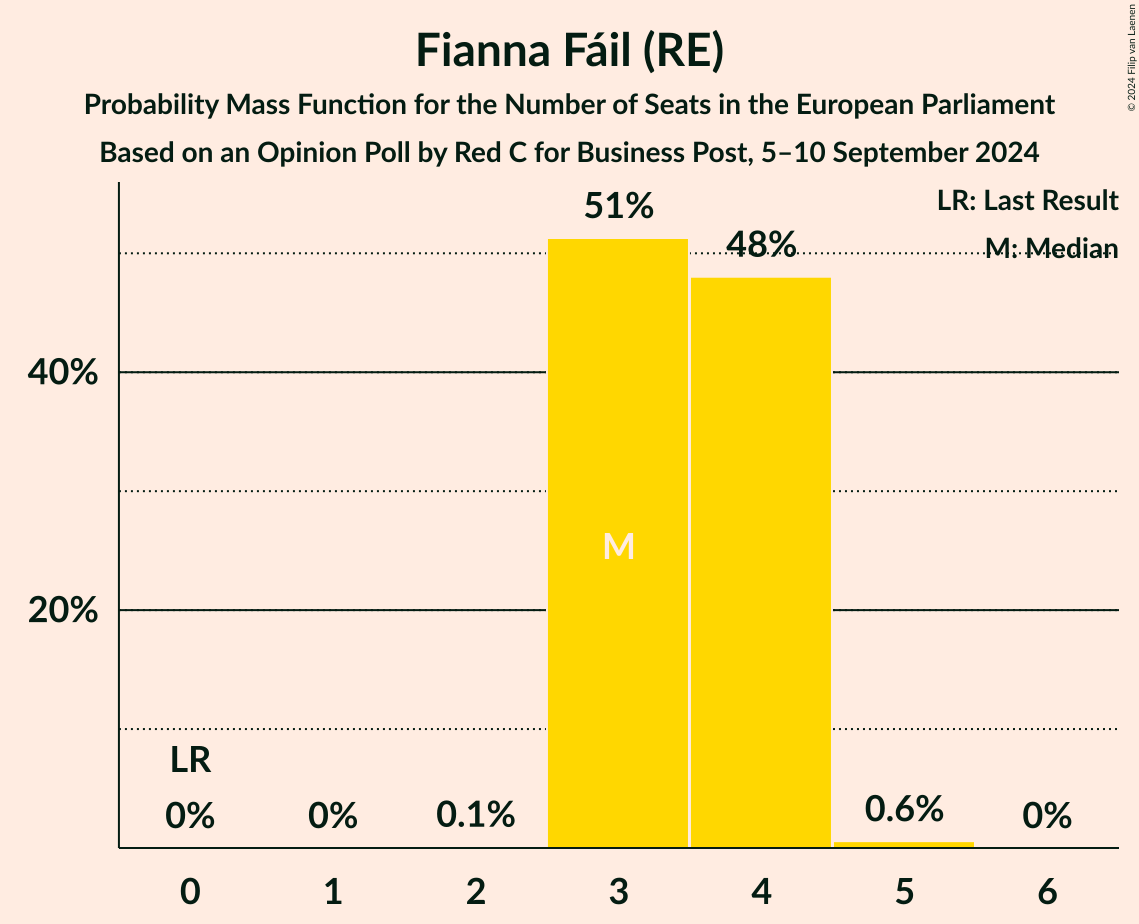 Fianna Fáil (RE)
Probability Mass Function for the Number of Seats in the European Parliament
Based on an Opinion Poll by Red C for Business Post, 5–10 September 2024
© 2024 Filip van Laenen
LR: Last Result
M: Median
51%
48%
40%
M
20%
LR
0%
0%
0.1%
0.6%
0%
0
1
2
3
4
5
6